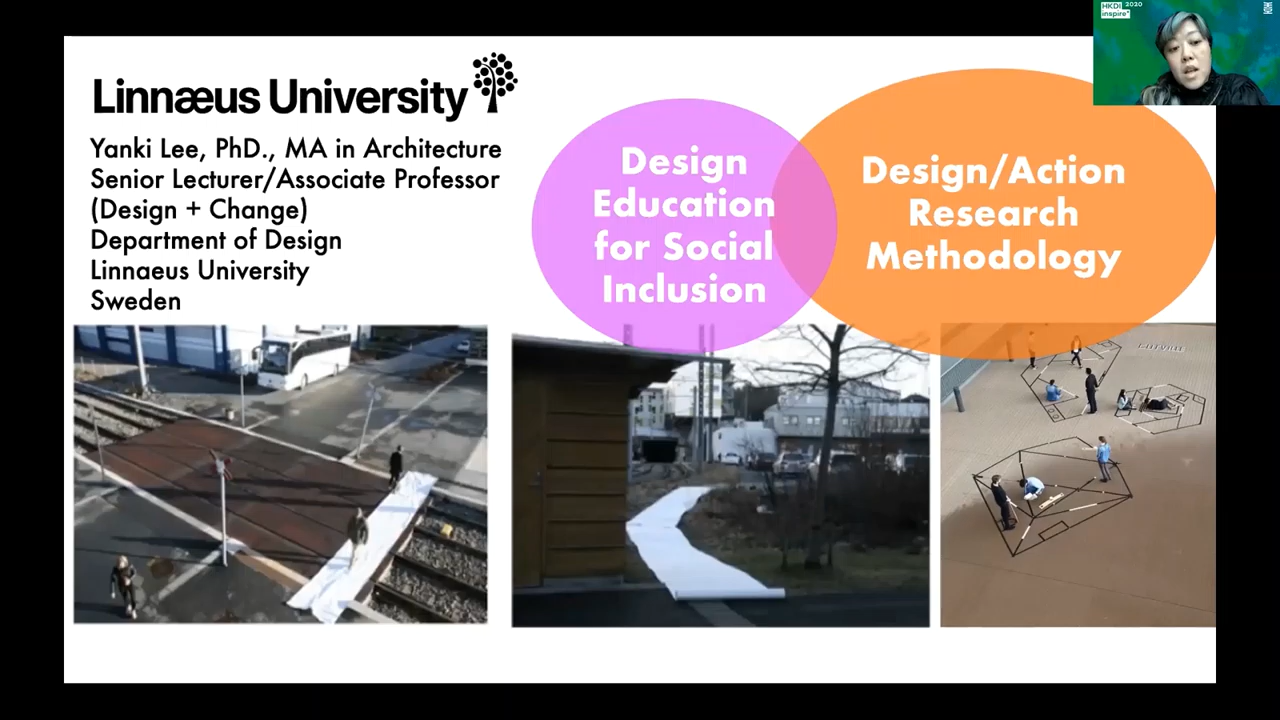 Linnæus University
Yanki Lee, PhD., MA in Architecture
Senior Lecturer/Associate Professor
(Design + Change)
Department of Design
Linnaeus University
Sweden
Design
Education
for Social
Inclusion
Design/Action
Research
Methodology
HKDI 2020
inspire*